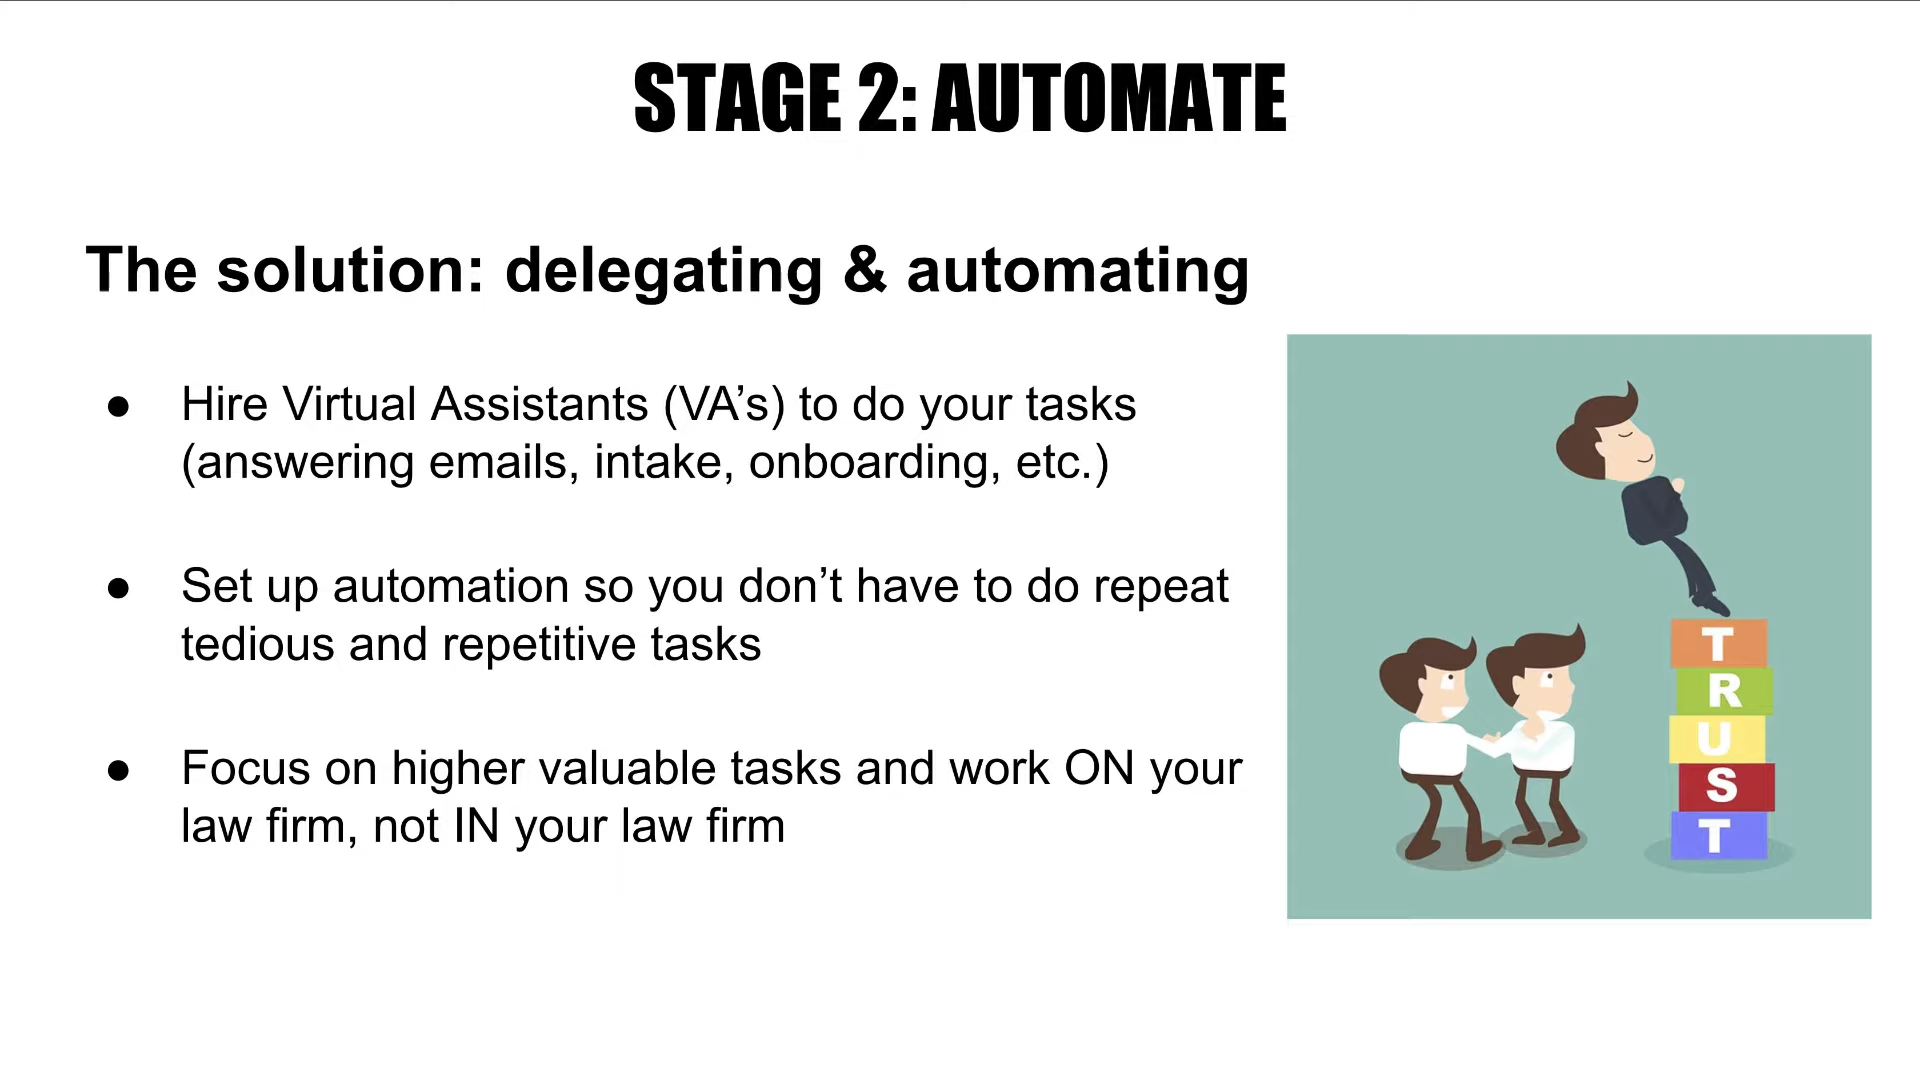 STAGE 2: AUTOMATE
The solution: delegating & automating
● Hire Virtual Assistants (VA’s) to do your tasks
(answering emails, intake, onboarding, etc.)
● Set up automation so you don’t have to do repeat
tedious and repetitive tasks
● Focus on higher valuable tasks and work ON your
law firm, not IN your law firm
T
R
U
S
T